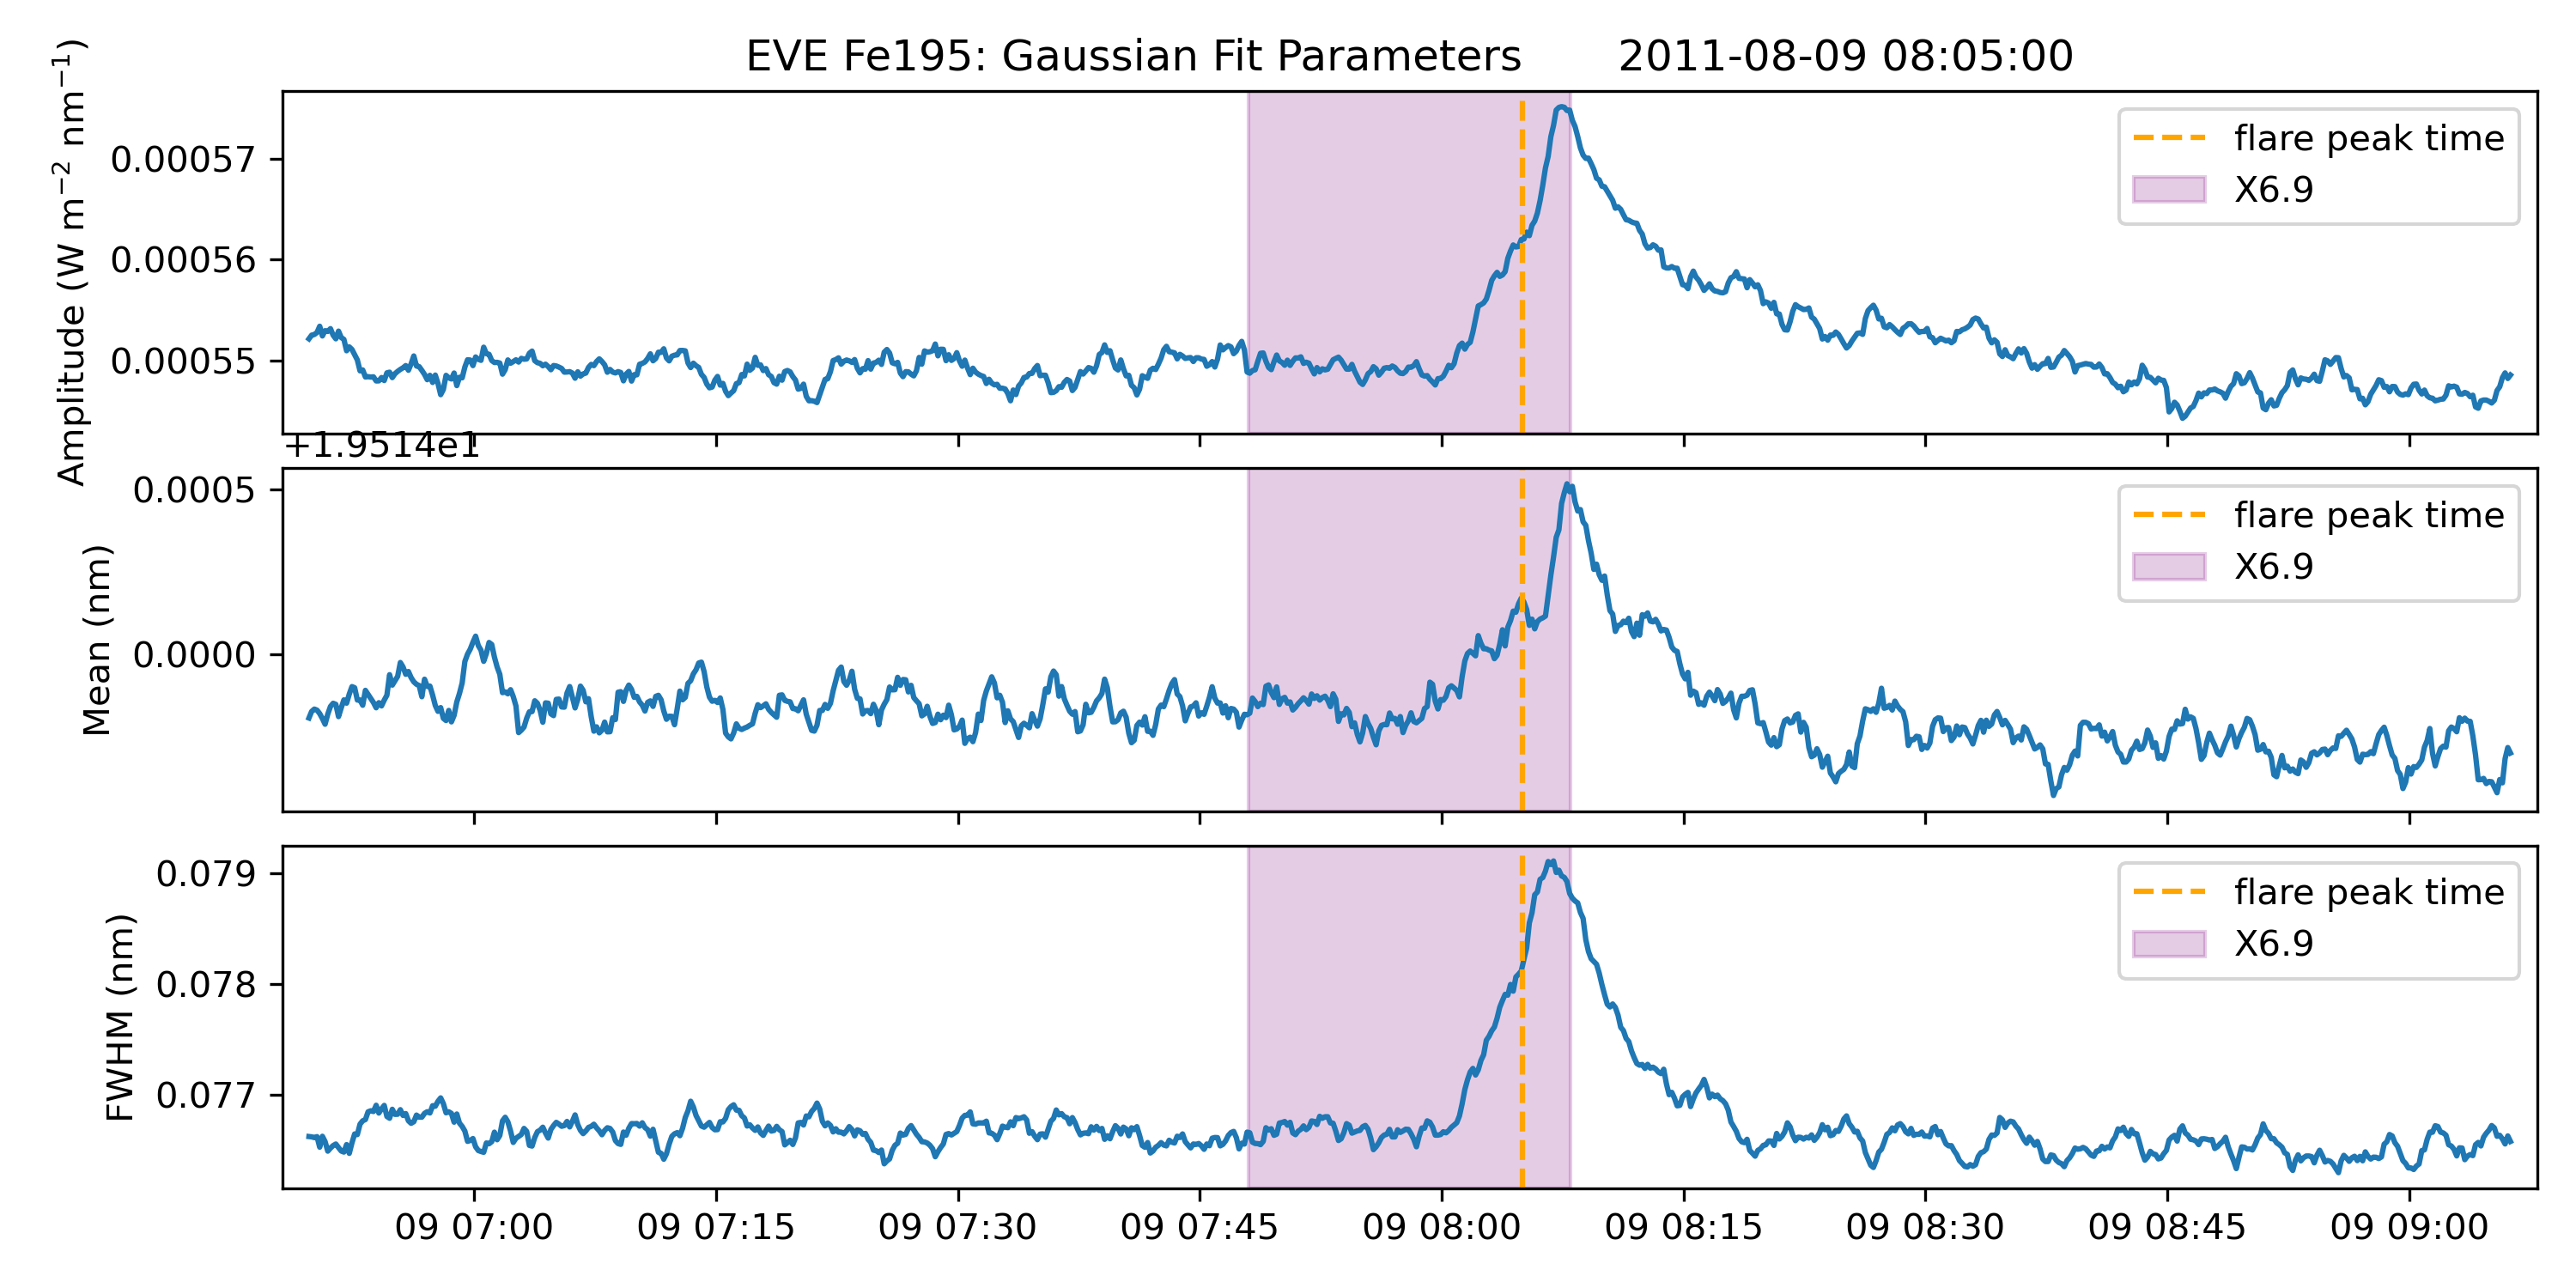 EVE Fe195: Gaussian Fit Parameters 2011-08-09 08:05:00
Amplitude (W m⁻² nm⁻¹)
0.00057
0.00056
0.00055
flare peak time
X6.9
+1.9514e1
Mean (nm)
0.0005
0.0000
flare peak time
X6.9
FWHM (nm)
0.079
0.078
0.077
flare peak time
X6.9
09 07:00 09 07:15 09 07:30 09 07:45 09 08:00 09 08:15 09 08:30 09 08:45 09 09:00